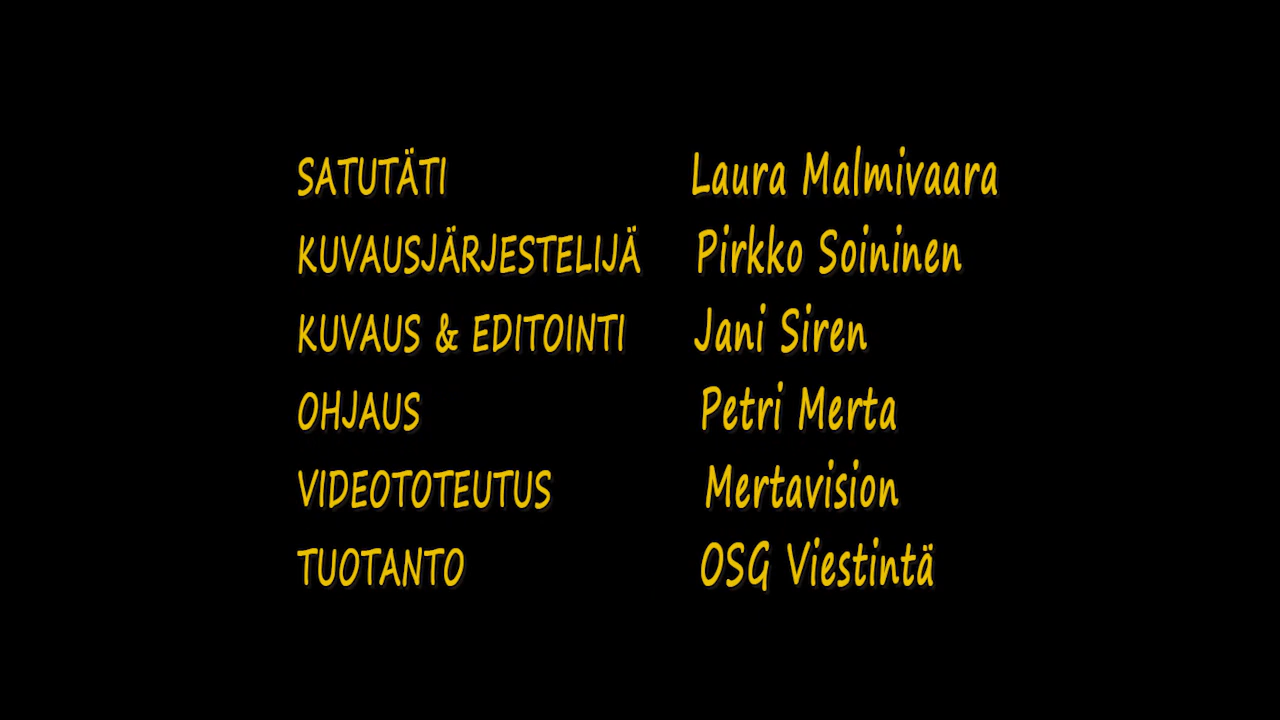 SATUTÄTI Laura Malmivaara
KUVAUSJÄRJESTELIJÄ Pirkko Soininen
KUVAUS & EDITOINTI Jani Siren
OHJAUS Petri Merta
VIDEOTOTEUTUS Mertavision
TUOTANTO OSG Viestintä